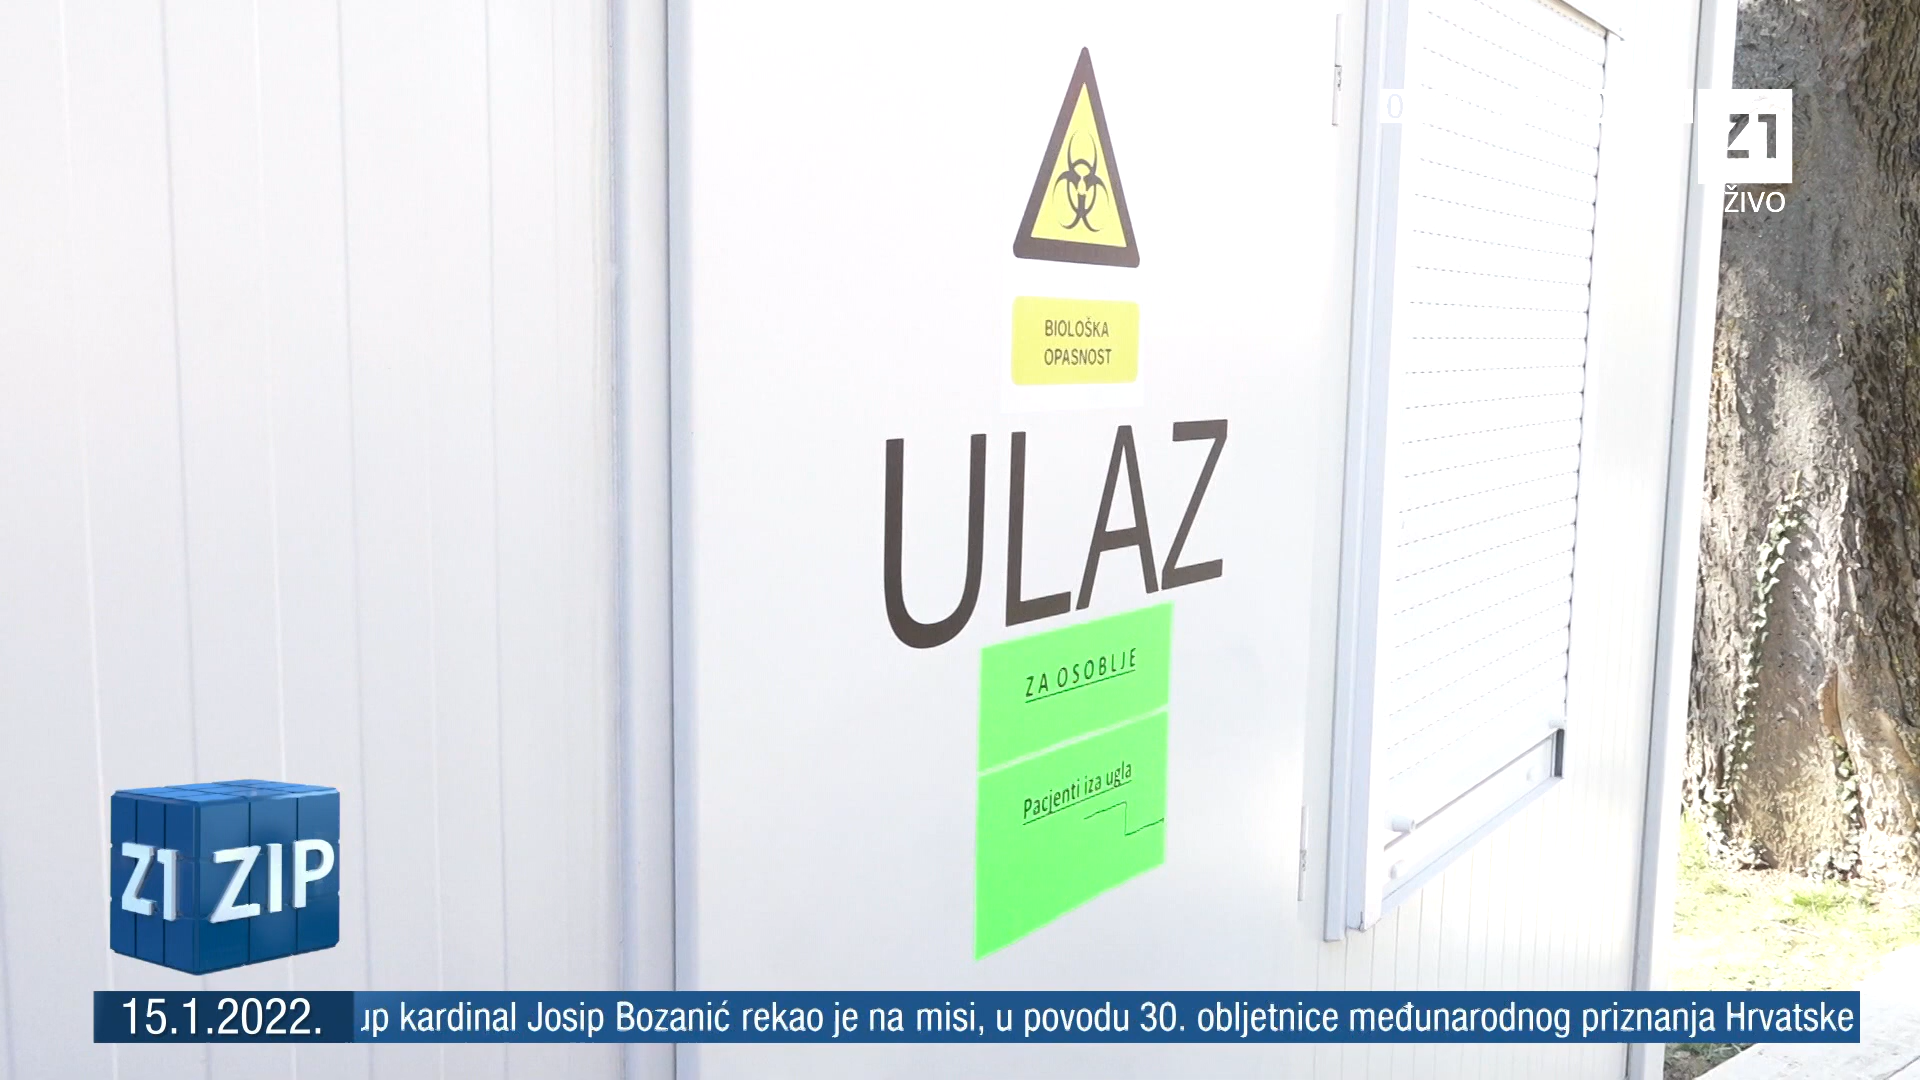 Z1
ŽIVO
BIOLOŠKA
OPASNOST
ULAZ
ZA OSOBLJE
Pacjenti iza ugla
Z1 ZIP
15.1.2022.
kardinal Josip Bozanić rekao je na misi, u povodu 30. obljetnice međunarodnog priznanja Hrvatske